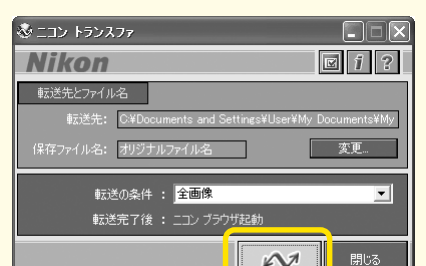 ニコン トランスファ
Nikon
転送先とファイル名
転送先: C:¥Documents and Settings¥User¥My Documents¥My
保存ファイル名: オリジナルファイル名 変更...
転送の条件 : 全画像
転送完了後 : ニコン ブラウザ起動
閉じる